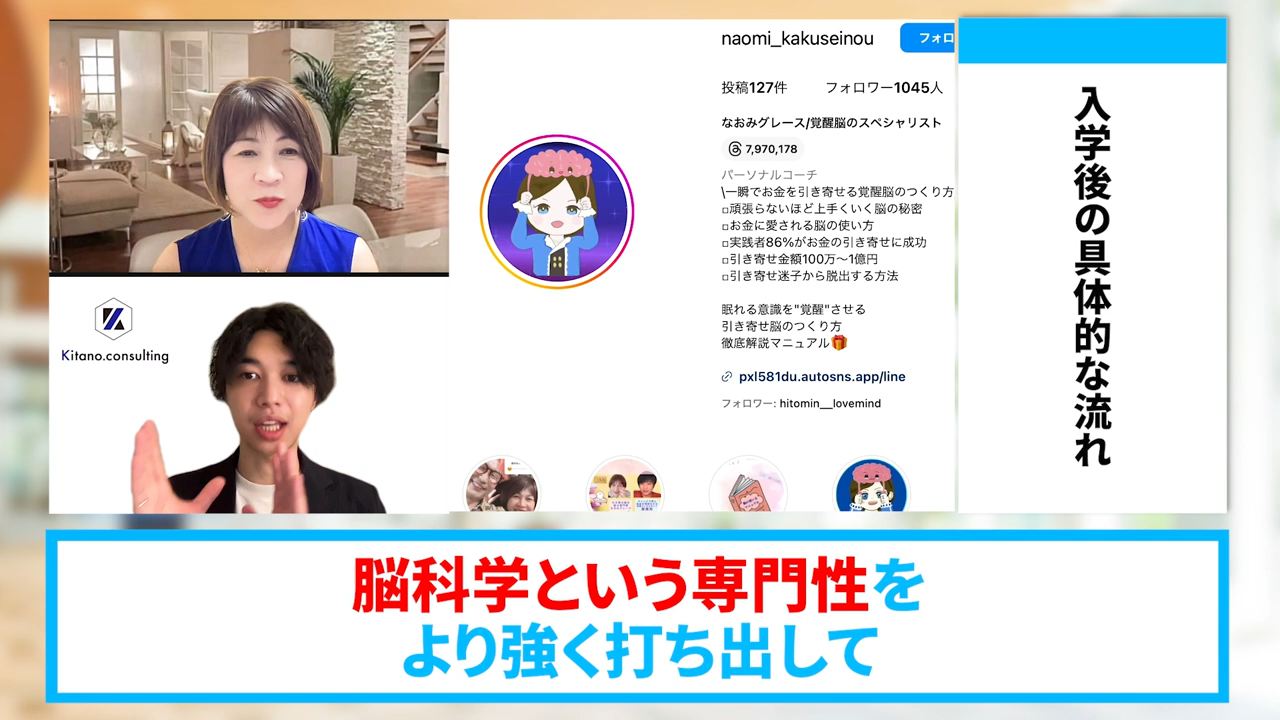 Kitano.consulting
naomi_kakuseinou
フォロ
投稿127件 フォロワー1045人
なおみグレース/覚醒脳のスペシャリスト
7,970,178
パーソナルコーチ
\一瞬でお金を引き寄せる覚醒脳のつくり方
▫頑張らないほど上手くいく脳の秘密
▫お金に愛される脳の使い方
▫実践者86%がお金の引き寄せに成功
▫引き寄せ金額100万〜1億円
▫引き寄せ迷子から脱出する方法
眠れる意識を"覚醒"させる
引き寄せ脳のつくり方
徹底解説マニュアル🎁
pxl581du.autosns.app/line
フォロワー: hitomin__lovemind
入学後の具体的な流れ
脳科学という専門性を
より強く打ち出して